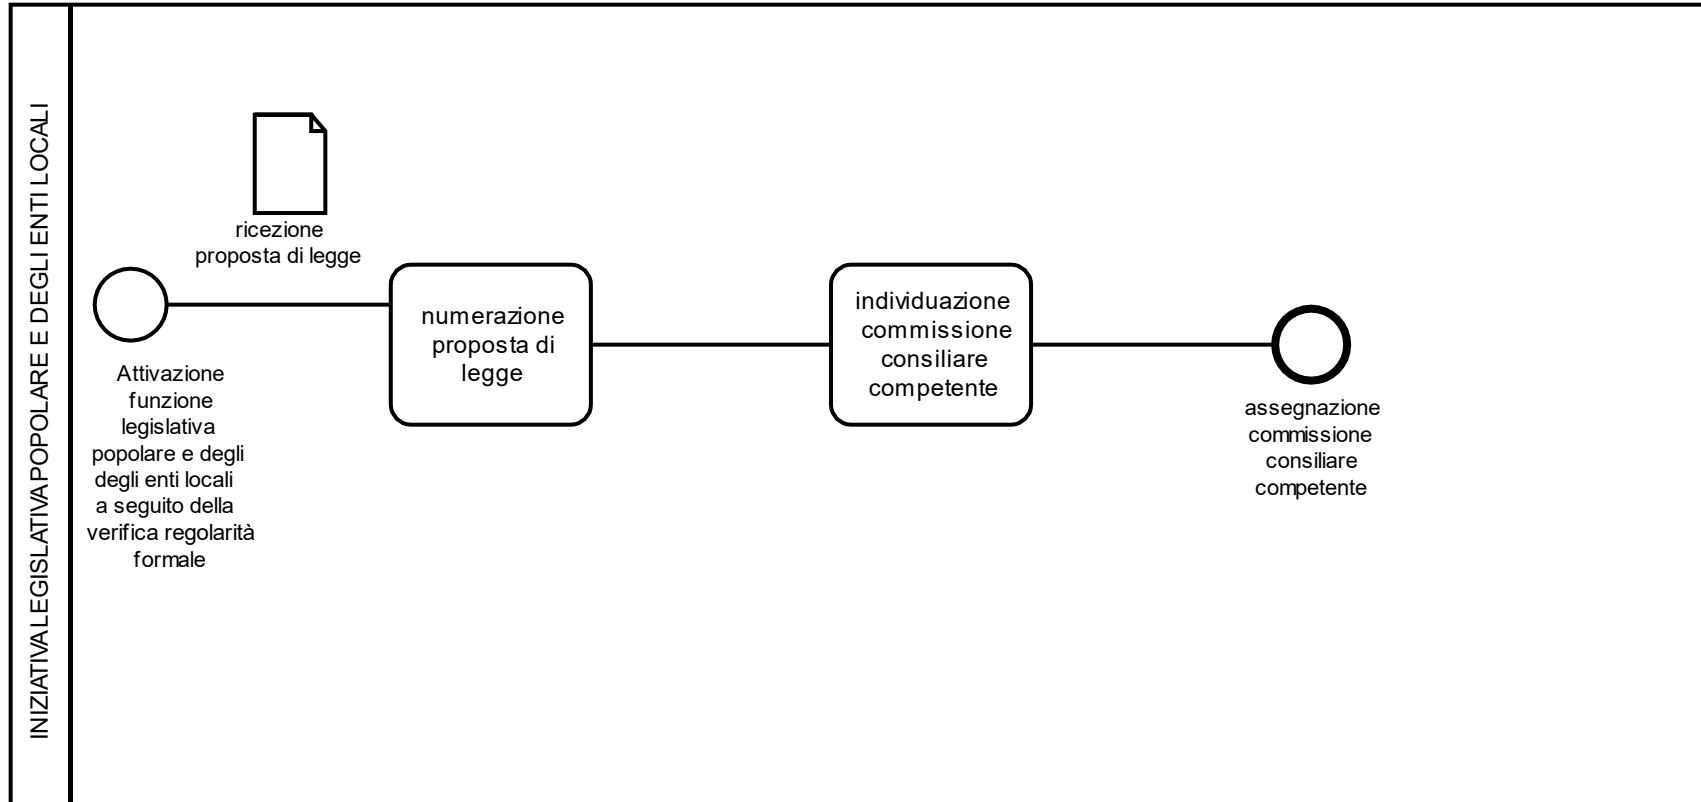 INIZIATIVA LEGISLATIVA POPOLARE E DEGLI ENTI LOCALI
ricezione
proposta di legge
Attivazione
funzione
legislativa
popolare e degli
degli enti locali
a seguito della
verifica regolarità
formale
numerazione
proposta di
legge
individuazione
commissione
consiliare
competente
assegnazione
commissione
consiliare
competente